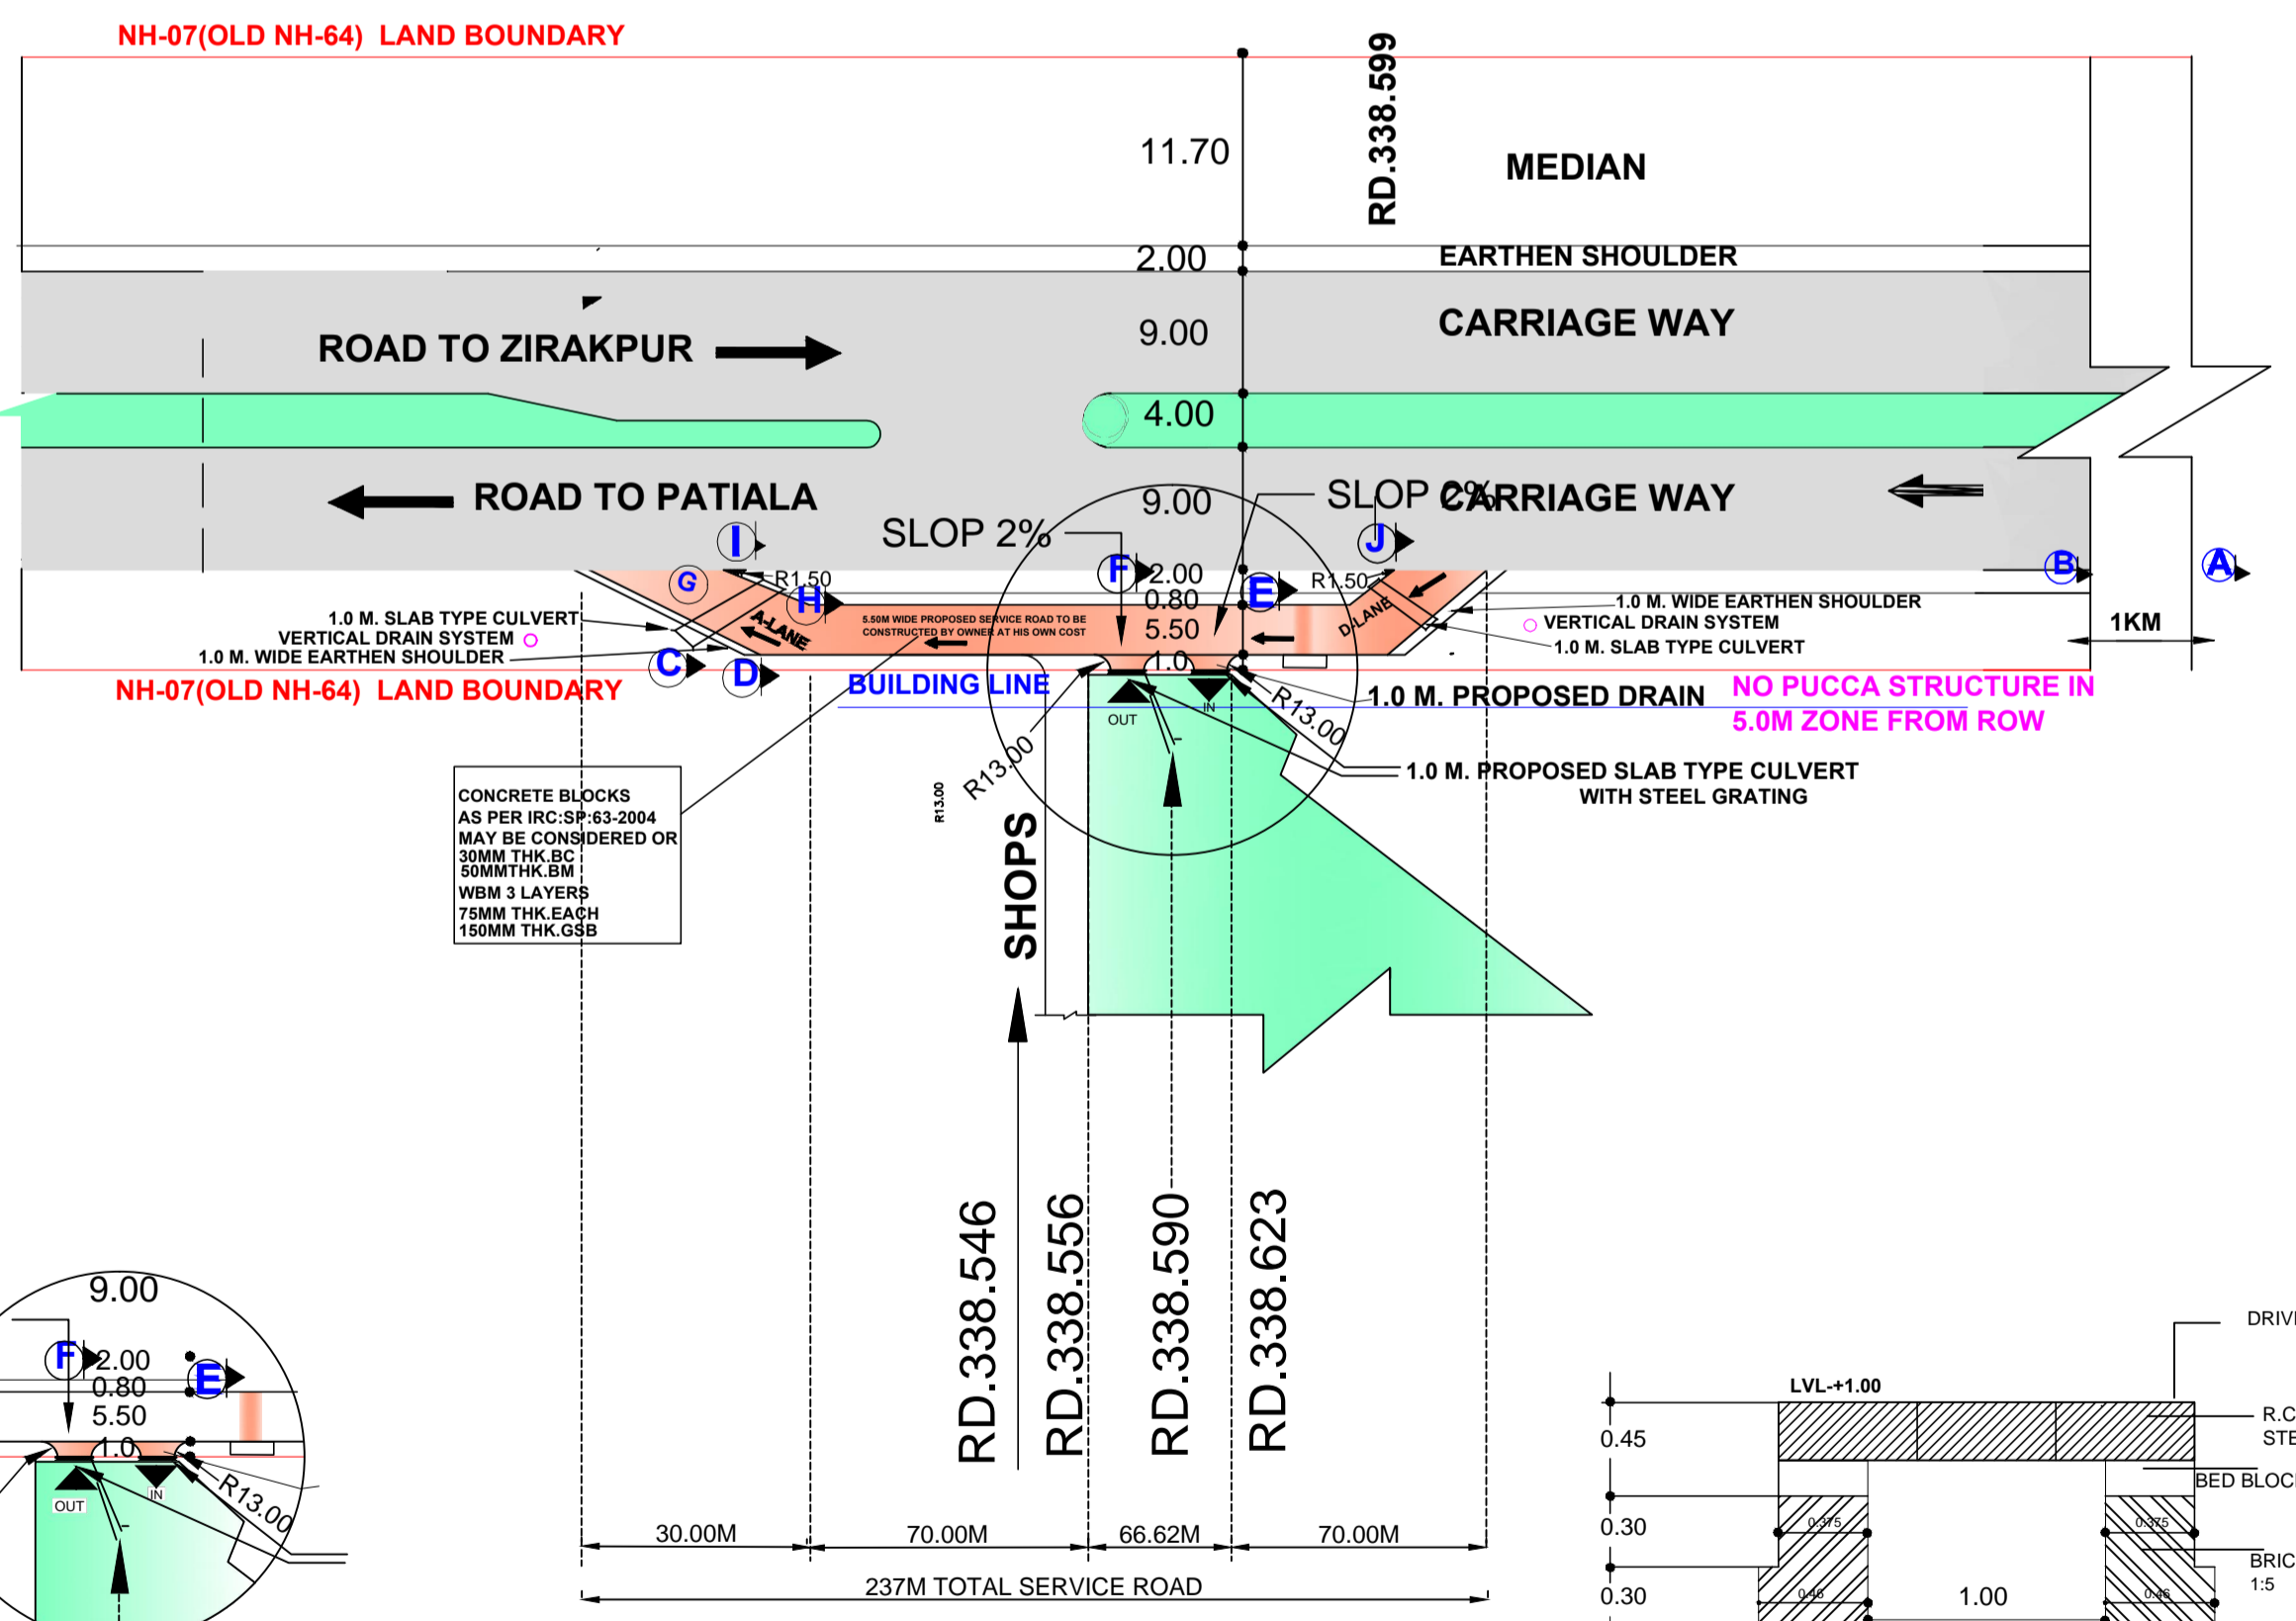 NH-07(OLD NH-64) LAND BOUNDARY
RD.338.599
11.70
MEDIAN
2.00
EARTHEN SHOULDER
9.00
CARRIAGE WAY
ROAD TO ZIRAKPUR
4.00
ROAD TO PATIALA
9.00
SLOP 2%
CARRIAGE WAY
SLOP 2%
I
J
F
B
A
G
2.00
R1.50
R1.50
E
H
0.80
1.0 M. SLAB TYPE CULVERT
VERTICAL DRAIN SYSTEM
1.0 M. WIDE EARTHEN SHOULDER
A-LANE
5.50M WIDE PROPOSED SERVICE ROAD TO BE
CONSTRUCTED BY OWNER AT HIS OWN COST
5.50
D-LANE
1.0 M. WIDE EARTHEN SHOULDER
VERTICAL DRAIN SYSTEM
1.0 M. SLAB TYPE CULVERT
1KM
1.0
C
D
NH-07(OLD NH-64) LAND BOUNDARY
BUILDING LINE
1.0 M. PROPOSED DRAIN
NO PUCCA STRUCTURE IN
5.0M ZONE FROM ROW
OUT
IN
R13.00
R13.00
R13.00
1.0 M. PROPOSED SLAB TYPE CULVERT
WITH STEEL GRATING
CONCRETE BLOCKS
AS PER IRC:SP:63-2004
MAY BE CONSIDERED OR
30MM THK.BC
50MMTHK.BM
WBM 3 LAYERS
75MM THK.EACH
150MM THK.GSB
SHOPS
RD.338.546
RD.338.556
RD.338.590
RD.338.623
9.00
F
2.00
E
0.80
5.50
1.0
OUT
IN
R13.00
30.00M
70.00M
66.62M
70.00M
237M TOTAL SERVICE ROAD
DRIV
LVL-+1.00
R.C
STE
0.45
BED BLOC
0.30
0.375
0.375
BRIC
1:5
0.30
0.46
1.00
0.46